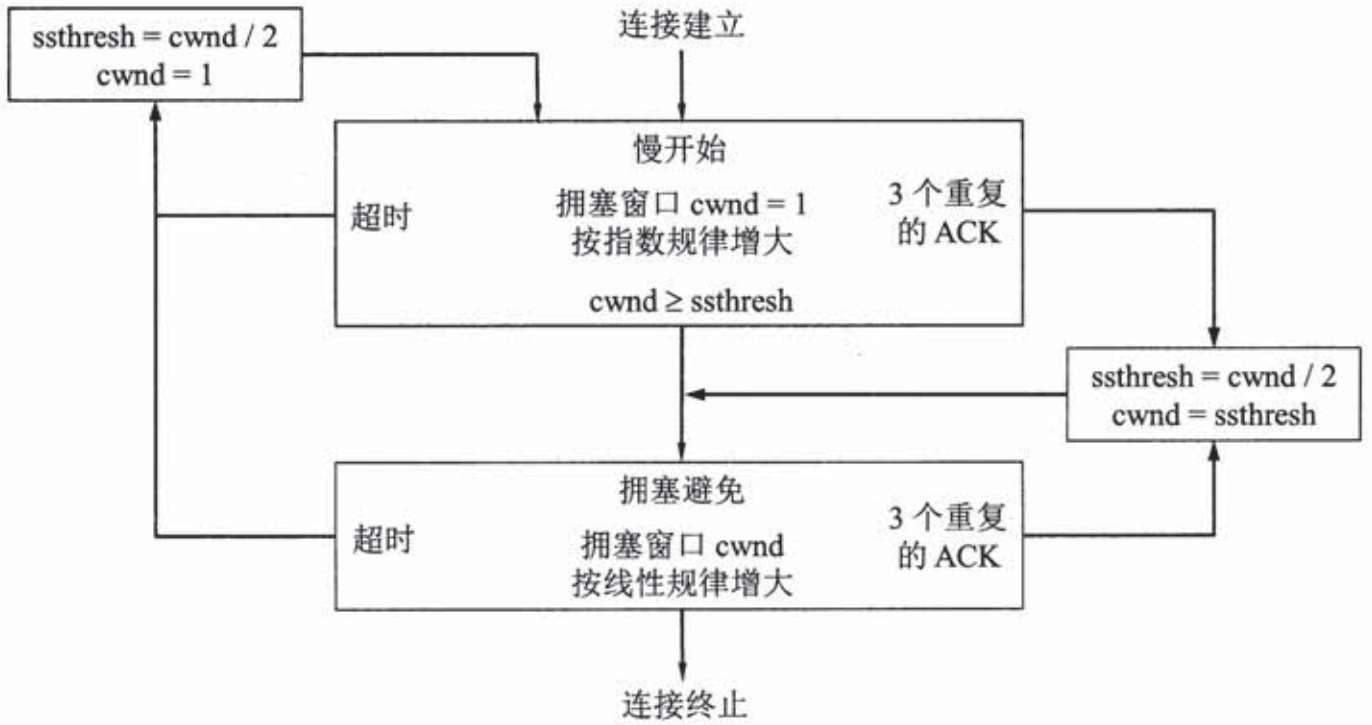 ssthresh = cwnd / 2
cwnd = 1
连接建立
慢开始
超时
拥塞窗口 cwnd = 1
按指数规律增大
3 个重复
的 ACK
cwnd ≥ ssthresh
ssthresh = cwnd / 2
cwnd = ssthresh
拥塞避免
超时
拥塞窗口 cwnd
按线性规律增大
3 个重复
的 ACK
连接终止